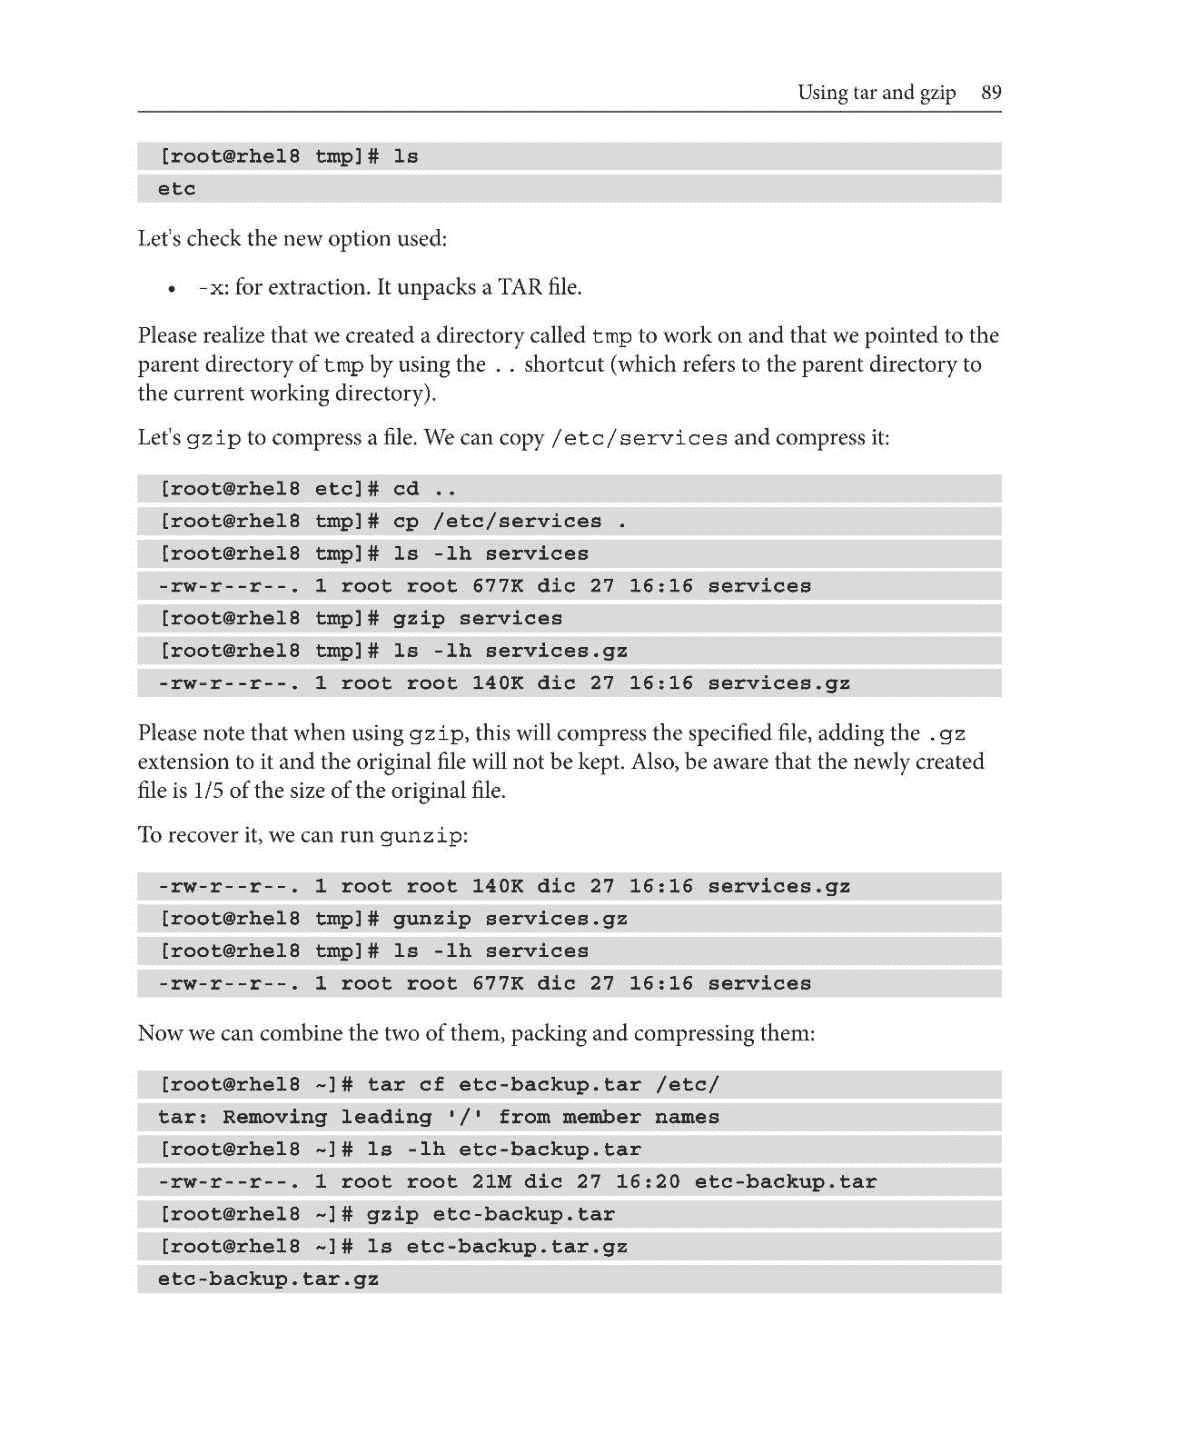 Using tar and gzip 89
[root@rhel8 tmp]# ls
etc
Let's check the new option used:
• -x: for extraction. It unpacks a TAR file.
Please realize that we created a directory called tmp to work on and that we pointed to the
parent directory of tmp by using the .. shortcut (which refers to the parent directory to
the current working directory).
Let's gzip to compress a file. We can copy /etc/services and compress it:
[root@rhel8 etc]# cd ..
[root@rhel8 tmp]# cp /etc/services .
[root@rhel8 tmp]# ls -lh services
-rw-r--r--. 1 root root 677K dic 27 16:16 services
[root@rhel8 tmp]# gzip services
[root@rhel8 tmp]# ls -lh services.gz
-rw-r--r--. 1 root root 140K dic 27 16:16 services.gz
Please note that when using gzip, this will compress the specified file, adding the .gz
extension to it and the original file will not be kept. Also, be aware that the newly created
file is 1/5 of the size of the original file.
To recover it, we can run gunzip:
-rw-r--r--. 1 root root 140K dic 27 16:16 services.gz
[root@rhel8 tmp]# gunzip services.gz
[root@rhel8 tmp]# ls -lh services
-rw-r--r--. 1 root root 677K dic 27 16:16 services
Now we can combine the two of them, packing and compressing them:
[root@rhel8 ~]# tar cf etc-backup.tar /etc/
tar: Removing leading '/' from member names
[root@rhel8 ~]# ls -lh etc-backup.tar
-rw-r--r--. 1 root root 21M dic 27 16:20 etc-backup.tar
[root@rhel8 ~]# gzip etc-backup.tar
[root@rhel8 ~]# ls etc-backup.tar.gz
etc-backup.tar.gz